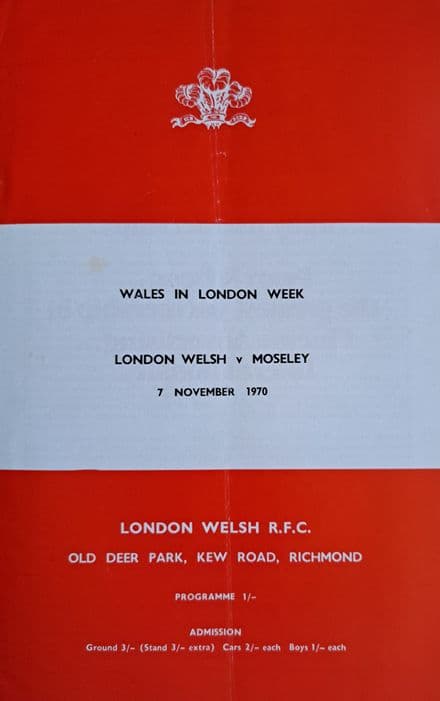 WALES IN LONDON WEEK
LONDON WELSH v MOSELEY
7 NOVEMBER 1970
LONDON WELSH R.F.C.
OLD DEER PARK, KEW ROAD, RICHMOND
PROGRAMME 1/-
ADMISSION
Ground 3/- (Stand 3/- extra) Cars 2/- each Boys 1/- each